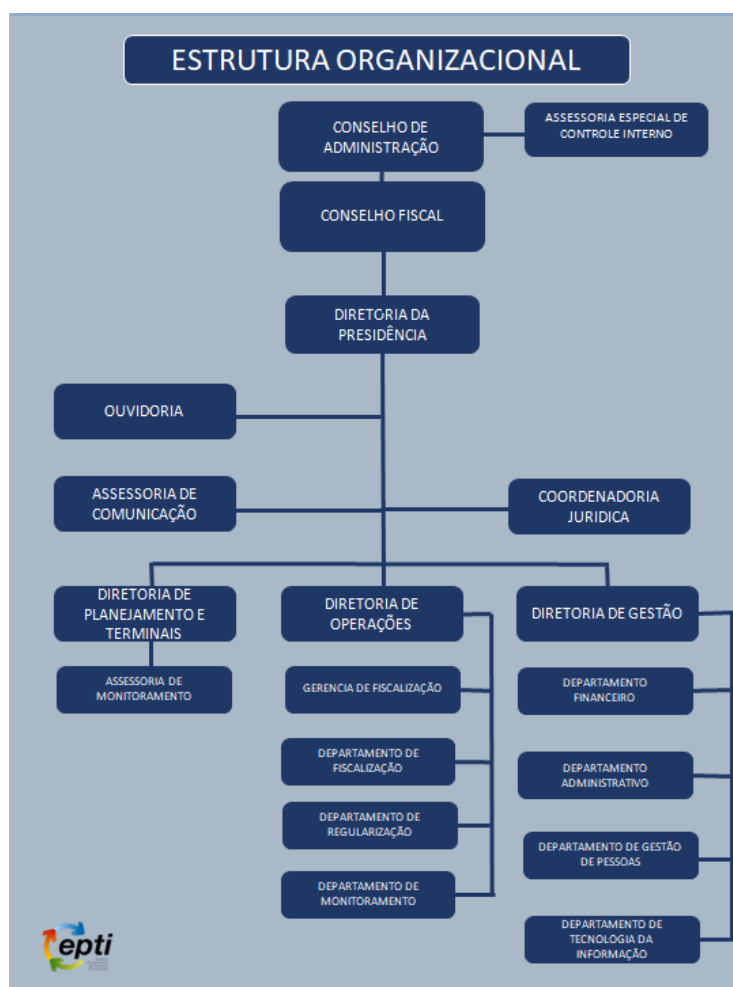 ESTRUTURA ORGANIZACIONAL
CONSELHO DE
ADMINISTRAÇÃO
ASSESSORIA ESPECIAL DE
CONTROLE INTERNO
CONSELHO FISCAL
DIRETORIA DA
PRESIDÊNCIA
OUVIDORIA
ASSESSORIA DE
COMUNICAÇÃO
COORDENADORIA
JURIDICA
DIRETORIA DE
PLANEJAMENTO E
TERMINAIS
ASSESSORIA DE
MONITORAMENTO
DIRETORIA DE
OPERAÇÕES
GERENCIA DE FISCALIZAÇÃO
DEPARTAMENTO DE
FISCALIZAÇÃO
DEPARTAMENTO DE
REGULARIZAÇÃO
DEPARTAMENTO DE
MONITORAMENTO
DIRETORIA DE GESTÃO
DEPARTAMENTO
FINANCEIRO
DEPARTAMENTO
ADMINISTRATIVO
DEPARTAMENTO DE GESTÃO
DE PESSOAS
DEPARTAMENTO DE
TECNOLOGIA DA
INFORMAÇÃO
epti